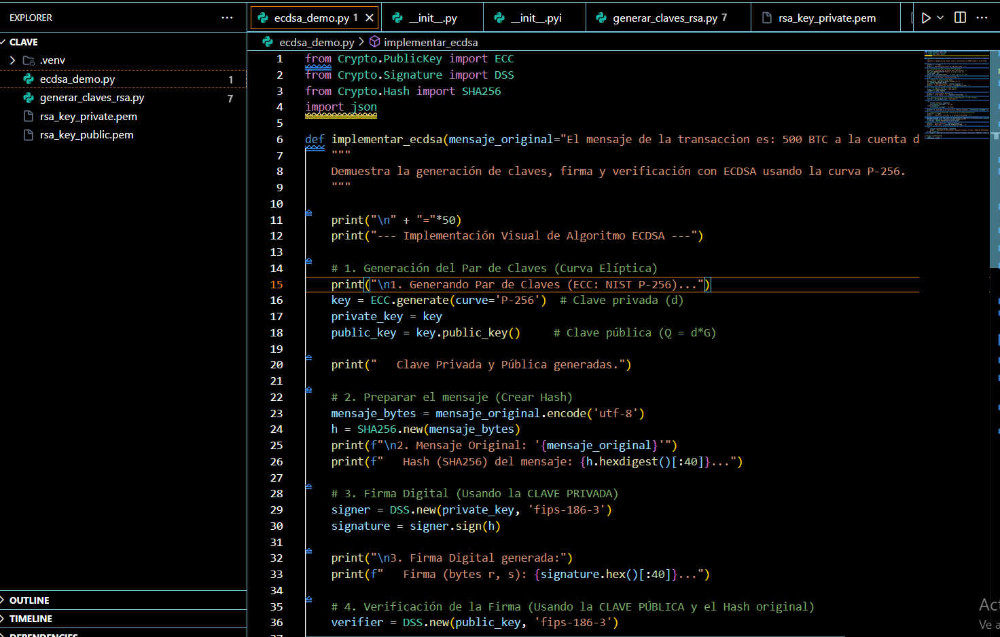 EXPLORER
···
CLAVE
.venv
ecdsa_demo.py 1
generar_claves_rsa.py 7
rsa_key_private.pem
rsa_key_public.pem
OUTLINE
TIMELINE
DEPENDENCIES
ecdsa_demo.py 1
__init__.py
__init__.pyi
generar_claves_rsa.py 7
rsa_key_private.pem
···
ecdsa_demo.py > implementar_ecdsa
1 from Crypto.PublicKey import ECC
2 from Crypto.Signature import DSS
3 from Crypto.Hash import SHA256
4 import json
5
6 def implementar_ecdsa(mensaje_original="El mensaje de la transaccion es: 500 BTC a la cuenta d
7 """
8 Demuestra la generación de claves, firma y verificación con ECDSA usando la curva P-256.
9 """
10
11 print("\n" + "="*50)
12 print("--- Implementación Visual de Algoritmo ECDSA ---")
13
14 # 1. Generación del Par de Claves (Curva Elíptica)
15 print("\n1. Generando Par de Claves (ECC: NIST P-256)...")
16 key = ECC.generate(curve='P-256')  # Clave privada (d)
17 private_key = key
18 public_key = key.public_key()     # Clave pública (Q = d*G)
19
20 print("   Clave Privada y Pública generadas.")
21
22 # 2. Preparar el mensaje (Crear Hash)
23 mensaje_bytes = mensaje_original.encode('utf-8')
24 h = SHA256.new(mensaje_bytes)
25 print(f"\n2. Mensaje Original: '{mensaje_original}'")
26 print(f"   Hash (SHA256) del mensaje: {h.hexdigest()[:40]}...")
27
28 # 3. Firma Digital (Usando la CLAVE PRIVADA)
29 signer = DSS.new(private_key, 'fips-186-3')
30 signature = signer.sign(h)
31
32 print("\n3. Firma Digital generada:")
33 print(f"   Firma (bytes r, s): {signature.hex()[:40]}...")
34
35 # 4. Verificación de la Firma (Usando la CLAVE PÚBLICA y el Hash original)
36 verifier = DSS.new(public_key, 'fips-186-3')
37
Act
Ve a